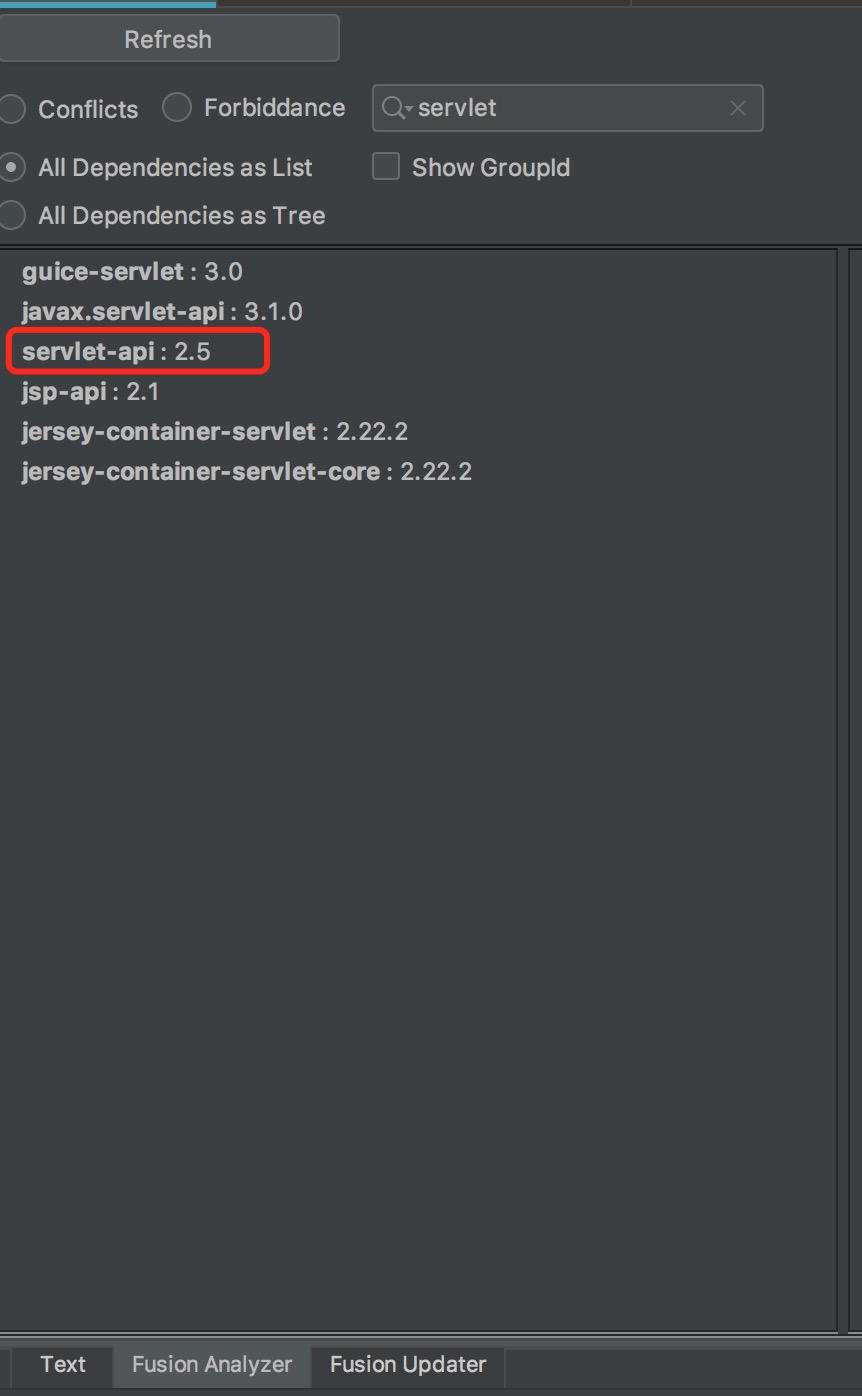 Refresh
Conflicts Forbiddance servlet
All Dependencies as List Show GroupId
All Dependencies as Tree
guice-servlet : 3.0
javax.servlet-api : 3.1.0
servlet-api : 2.5
jsp-api : 2.1
jersey-container-servlet : 2.22.2
jersey-container-servlet-core : 2.22.2
Text Fusion Analyzer Fusion Updater